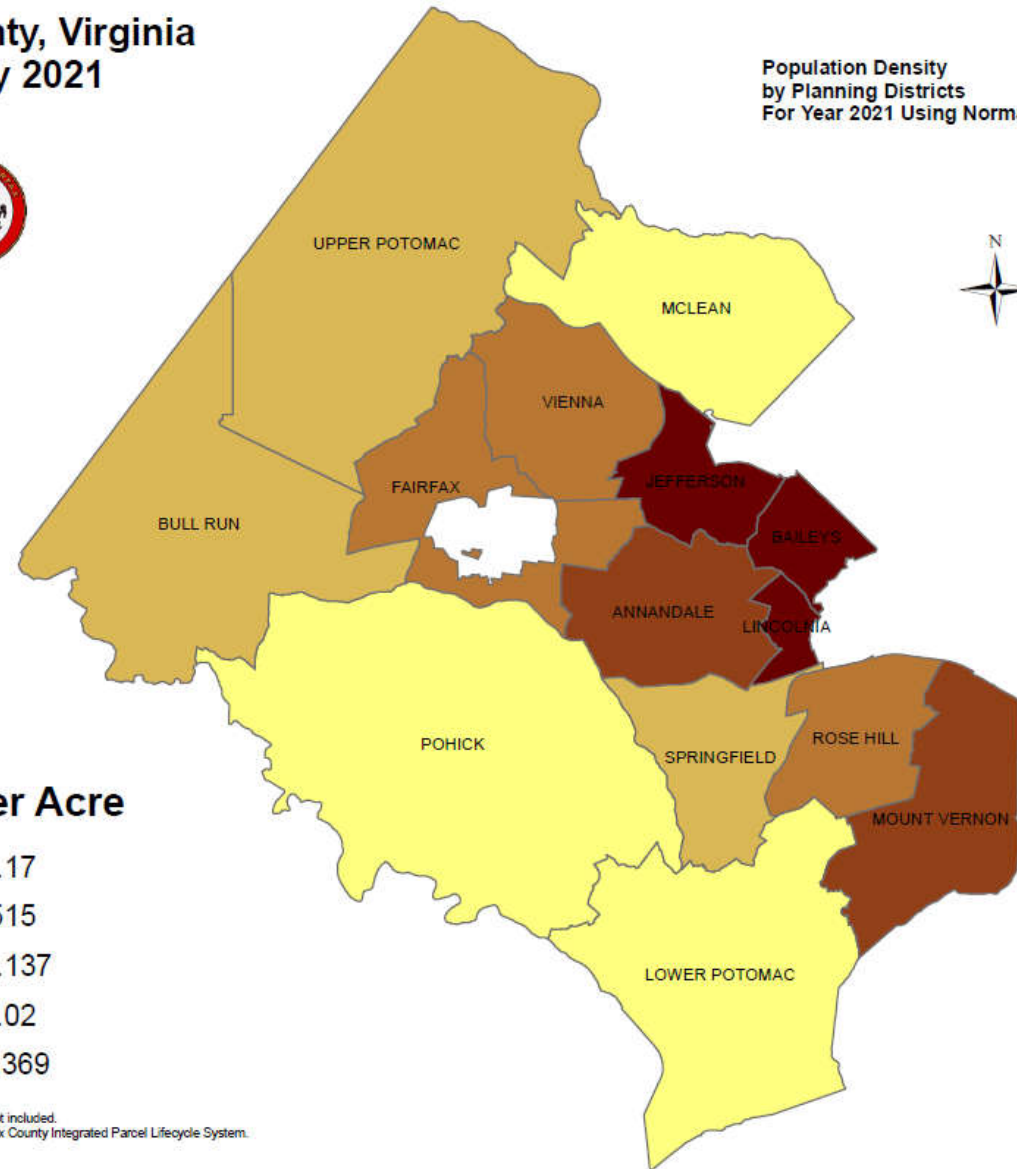 nty, Virginia
y 2021
Population Density
by Planning Districts
For Year 2021 Using Norma
N
UPPER POTOMAC
MCLEAN
VIENNA
JEFFERSON
FAIRFAX
BULL RUN
BAILEYS
ANNANDALE
LINCOLNIA
POHICK
SPRINGFIELD
ROSE HILL
MOUNT VERNON
LOWER POTOMAC
er Acre
.17
515
.137
.02
.369
t included.
x County Integrated Parcel Lifecycle System.